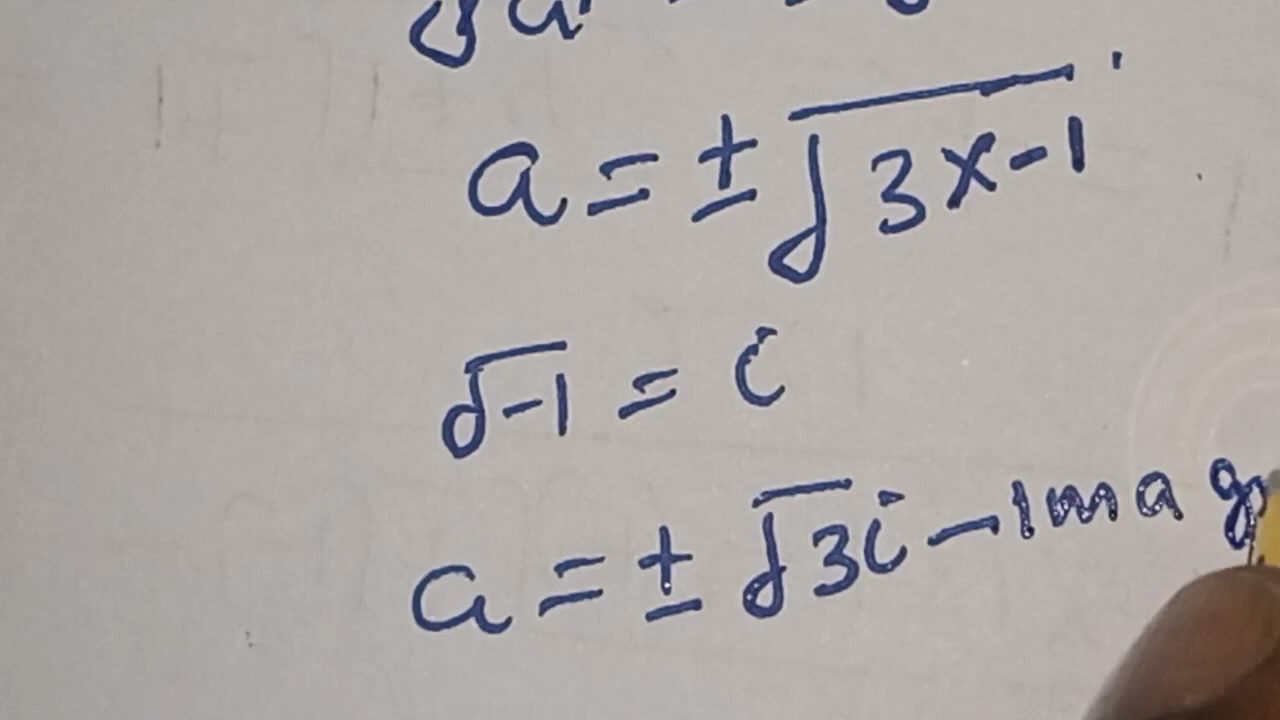 a = ± √3x-1
√-1 = i
a = ± √3i - Imag